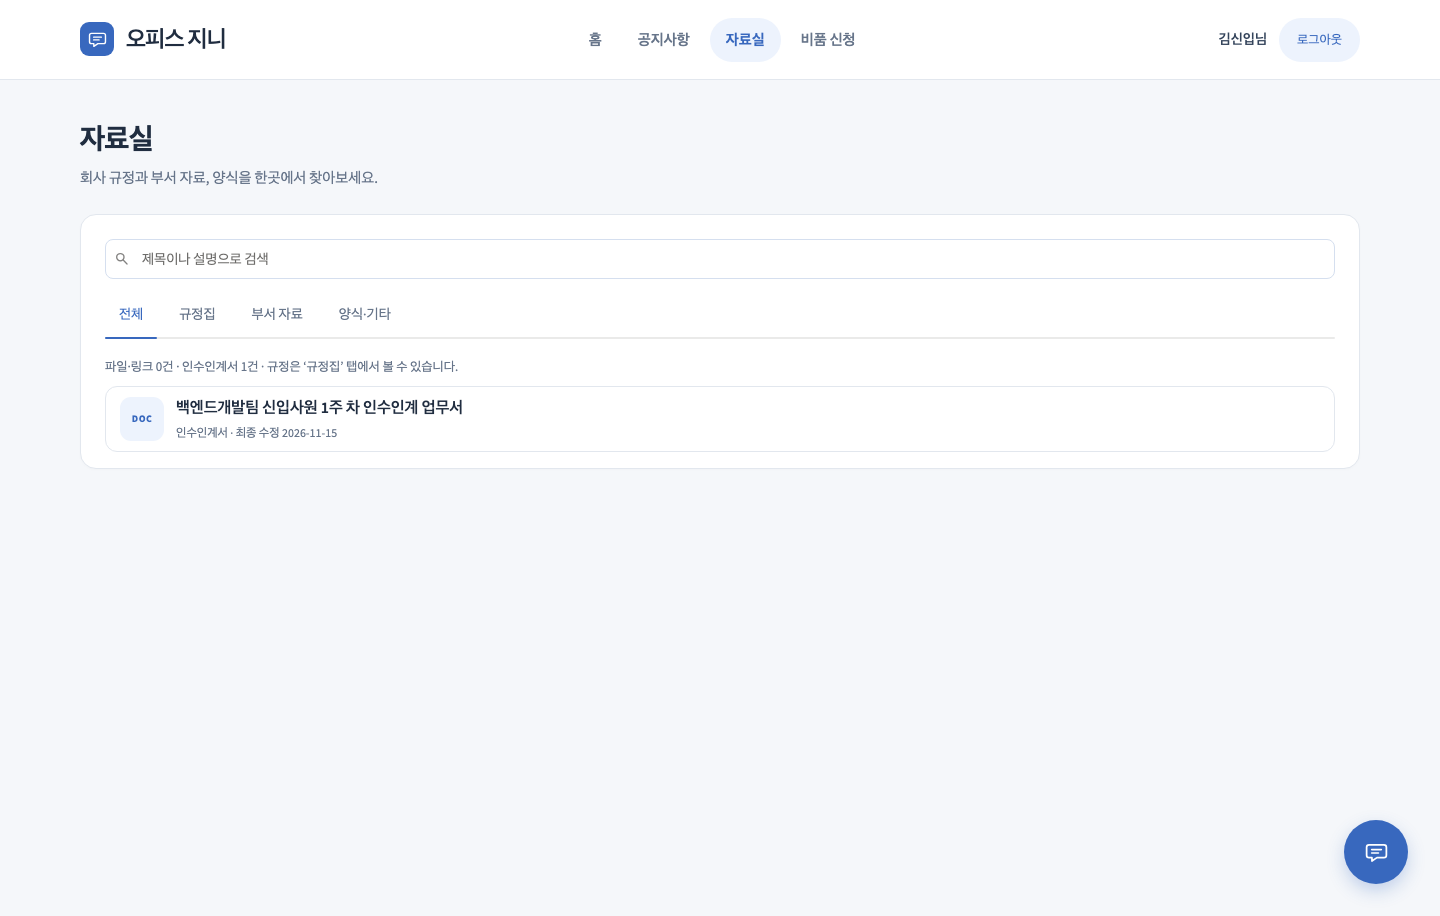 오피스 지니
홈 공지사항 자료실 비품 신청
김신입님 로그아웃
자료실
회사 규정과 부서 자료, 양식을 한곳에서 찾아보세요.
제목이나 설명으로 검색
전체 규정집 부서 자료 양식·기타
파일·링크 0건 · 인수인계서 1건 · 규정은 ‘규정집’ 탭에서 볼 수 있습니다.
DOC
백엔드개발팀 신입사원 1주 차 인수인계 업무서
인수인계서 · 최종 수정 2026-11-15